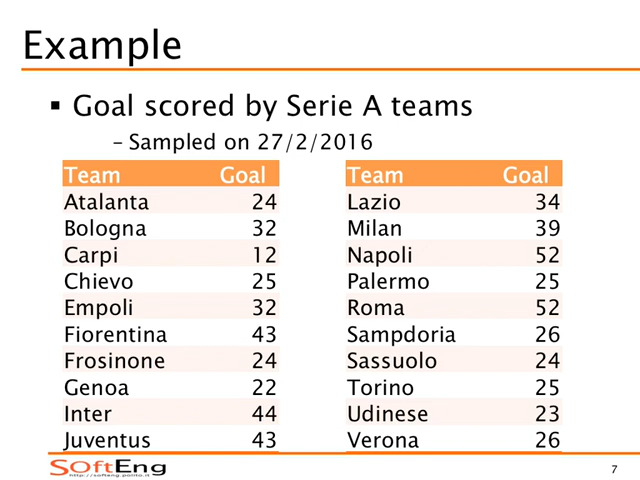 Example
▪ Goal scored by Serie A teams
– Sampled on 27/2/2016
Team Goal Team Goal
Atalanta 24 Lazio 34
Bologna 32 Milan 39
Carpi 12 Napoli 52
Chievo 25 Palermo 25
Empoli 32 Roma 52
Fiorentina 43 Sampdoria 26
Frosinone 24 Sassuolo 24
Genoa 22 Torino 25
Inter 44 Udinese 23
Juventus 43 Verona 26
SOftEng
http://softeng.polito.it
7